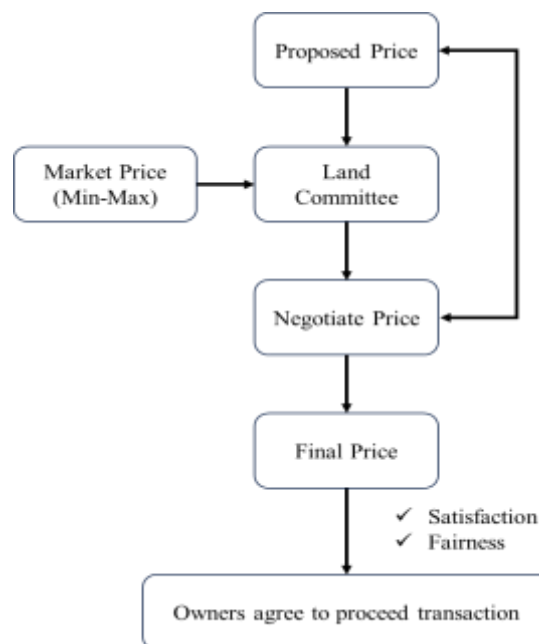 Proposed Price
Market Price
(Min-Max)
Land
Committee
Negotiate Price
Final Price
✓ Satisfaction
✓ Fairness
Owners agree to proceed transaction